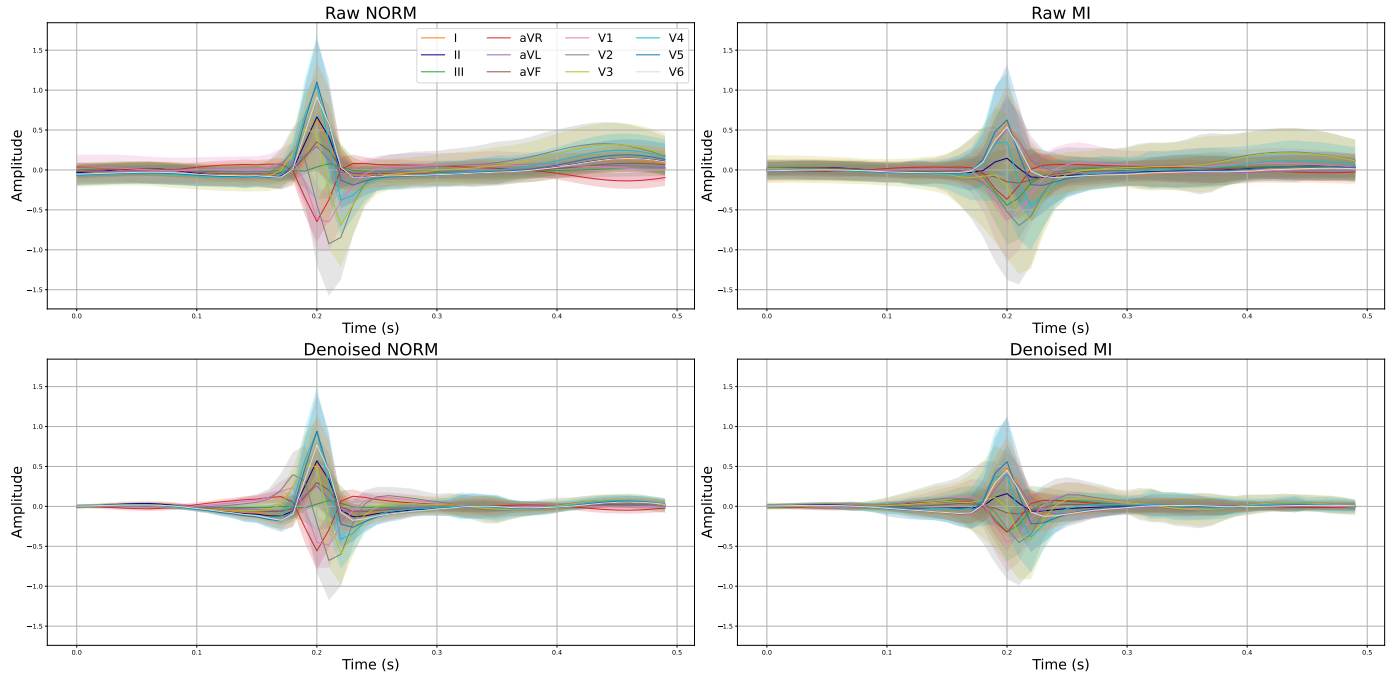 Raw NORM
Raw MI
I aVR V1 V4
II aVL V2 V5
III aVF V3 V6
1.5
1.0
0.5
0.0
−0.5
−1.0
−1.5
Amplitude
0.0 0.1 0.2 0.3 0.4 0.5
Time (s)
1.5
1.0
0.5
0.0
−0.5
−1.0
−1.5
Amplitude
0.0 0.1 0.2 0.3 0.4 0.5
Time (s)
Denoised NORM
Denoised MI
1.5
1.0
0.5
0.0
−0.5
−1.0
−1.5
Amplitude
0.0 0.1 0.2 0.3 0.4 0.5
Time (s)
1.5
1.0
0.5
0.0
−0.5
−1.0
−1.5
Amplitude
0.0 0.1 0.2 0.3 0.4 0.5
Time (s)